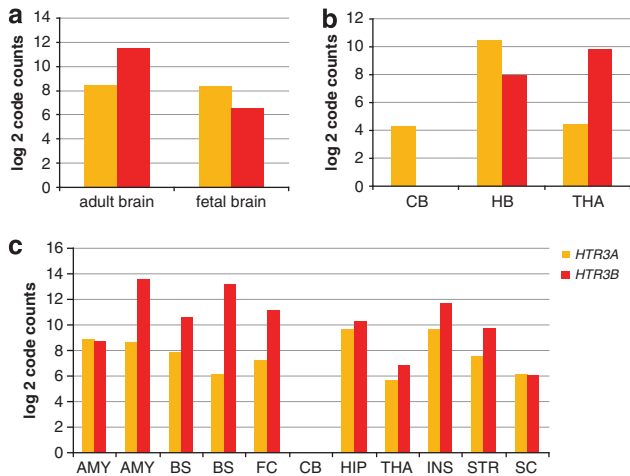 a
14
12
10
8
6
4
2
0
log 2 code counts
adult brain
fetal brain
b
12
10
8
6
4
2
0
log 2 code counts
CB
HB
THA
c
16
14
12
10
8
6
4
2
0
log 2 code counts
AMY AMY BS BS FC CB HIP THA INS STR SC
HTR3A
HTR3B